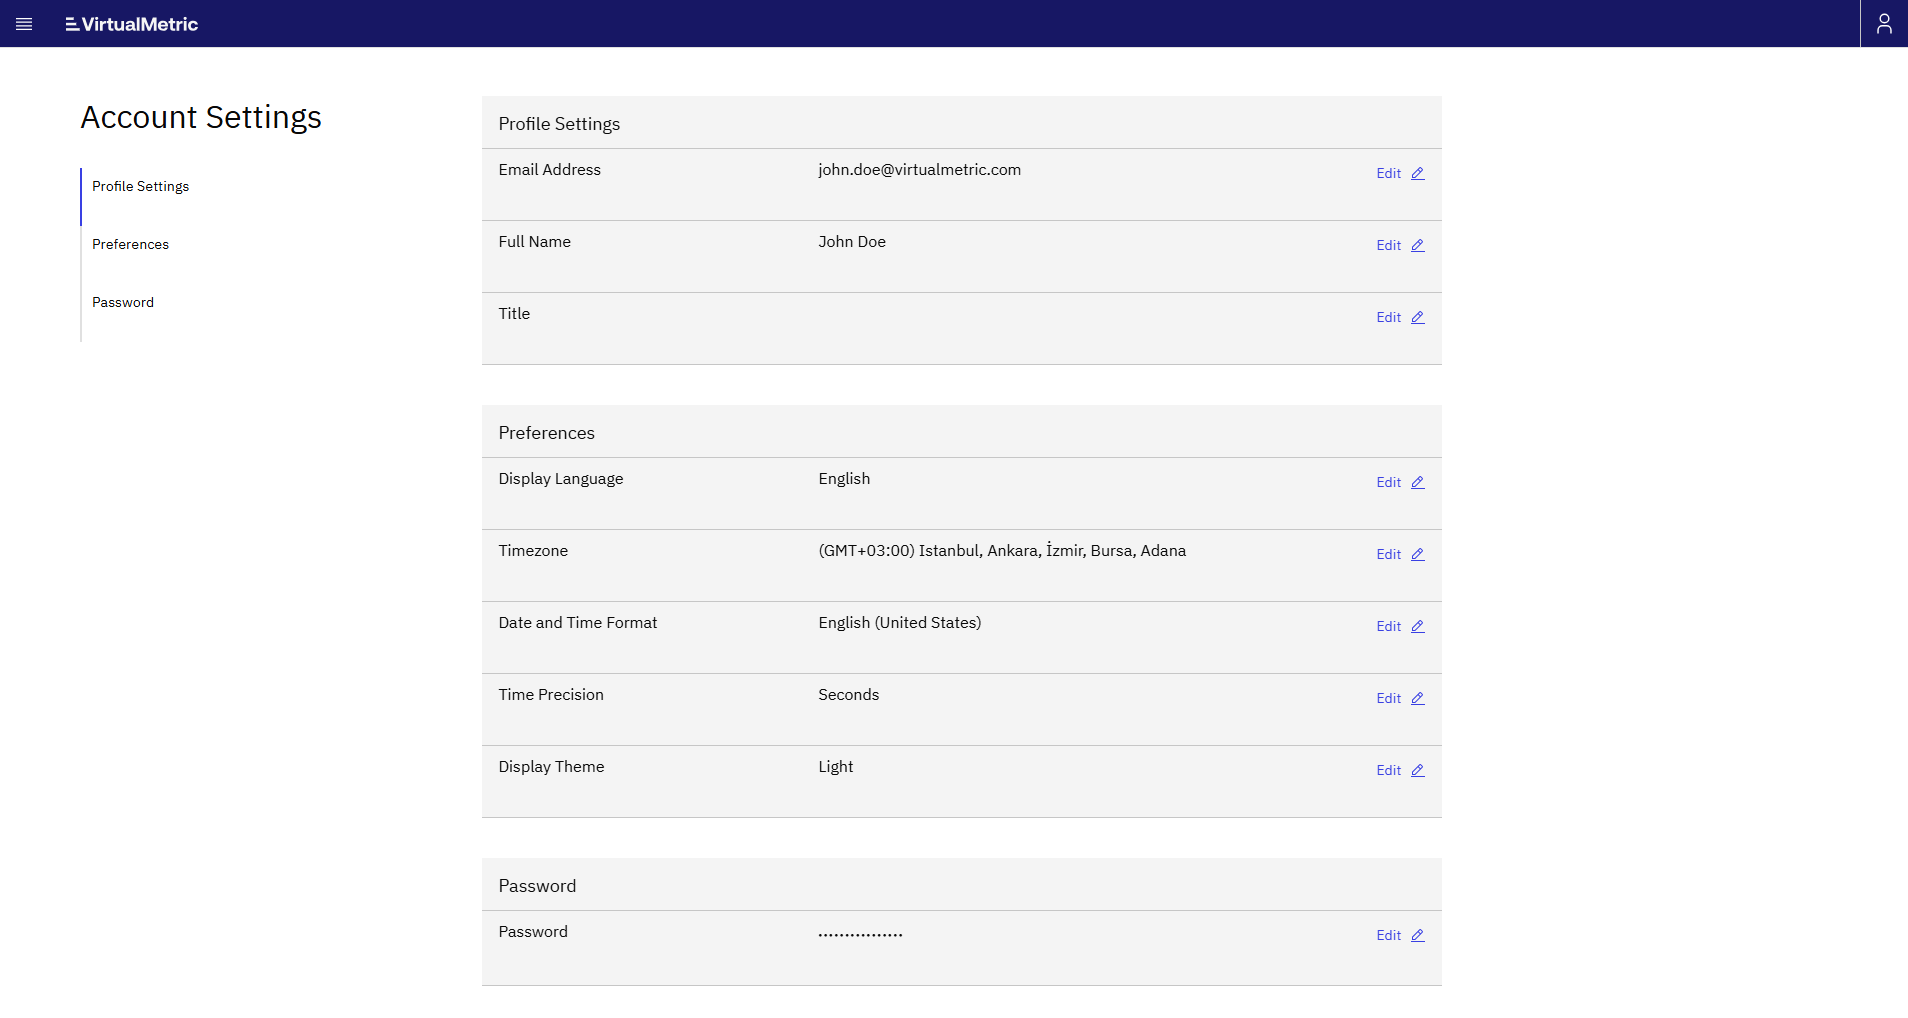 VirtualMetric
Account Settings
Profile Settings
Preferences
Password
Profile Settings
Email Address john.doe@virtualmetric.com Edit
Full Name John Doe Edit
Title Edit
Preferences
Display Language English Edit
Timezone (GMT+03:00) Istanbul, Ankara, İzmir, Bursa, Adana Edit
Date and Time Format English (United States) Edit
Time Precision Seconds Edit
Display Theme Light Edit
Password
Password •••••••••••••••• Edit